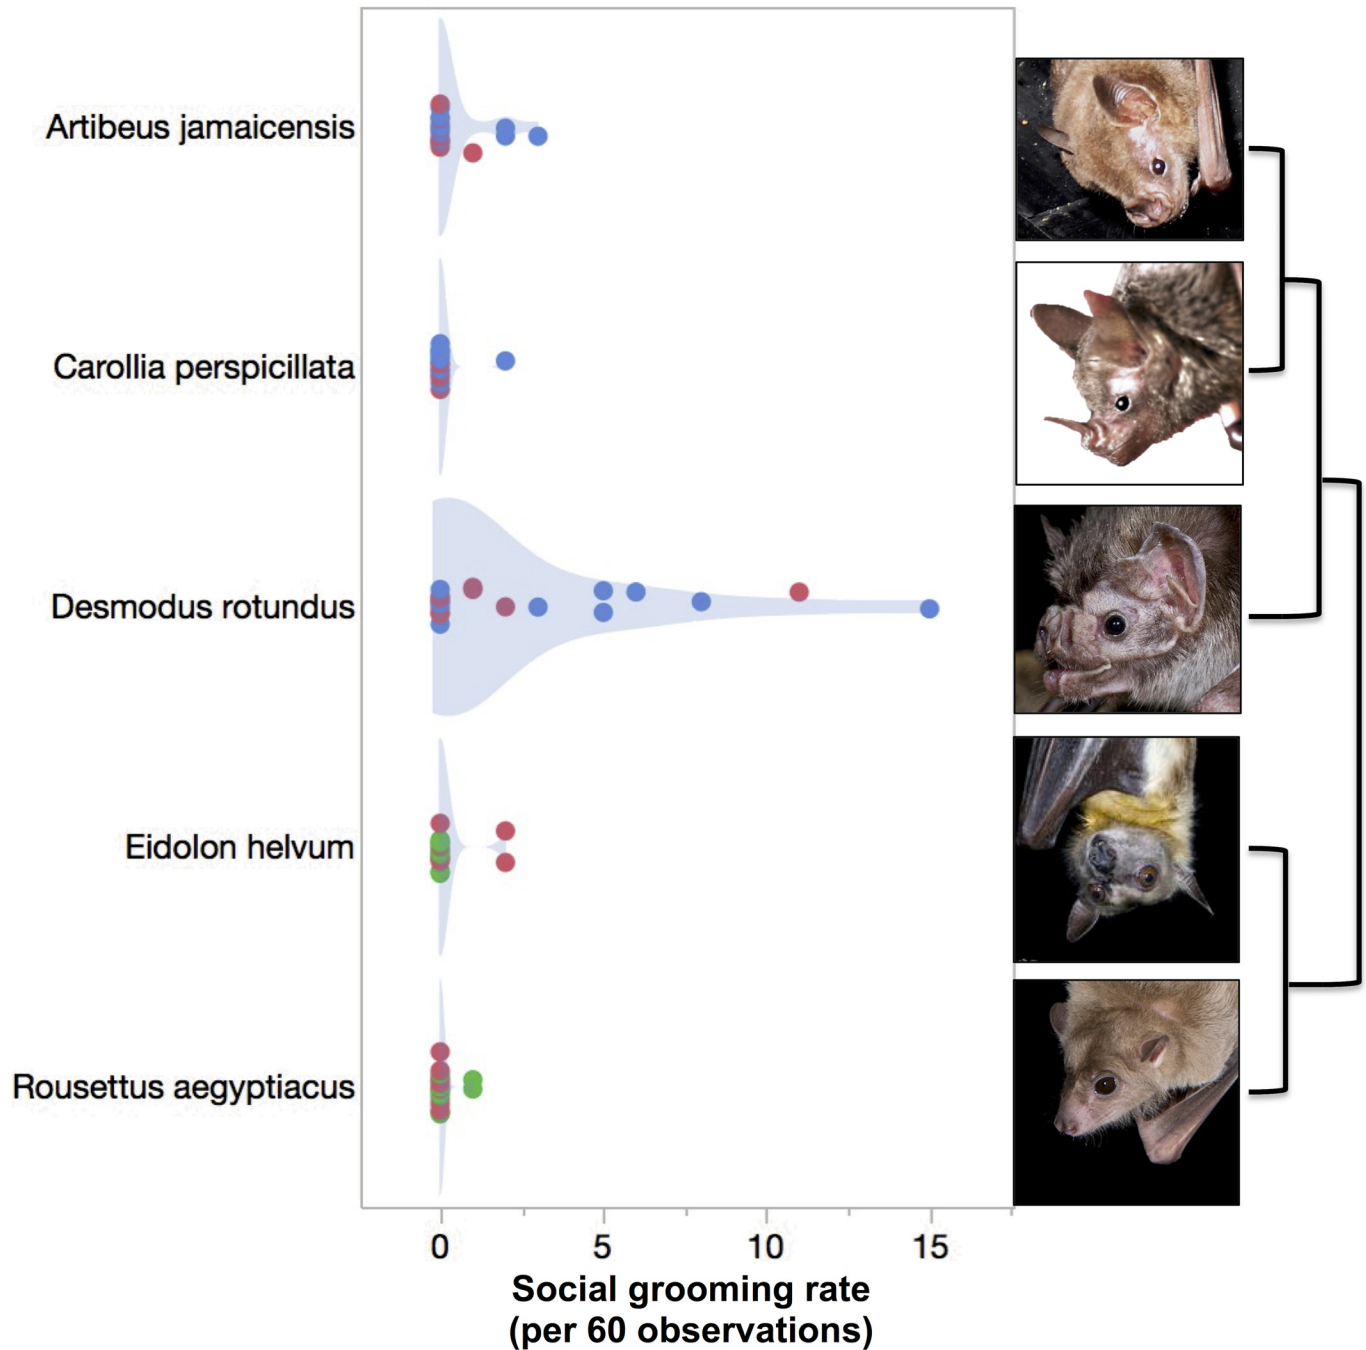 Artibeus jamaicensis
Carollia perspicillata
Desmodus rotundus
Eidolon helvum
Rousettus aegyptiacus
0 5 10 15
Social grooming rate
(per 60 observations)